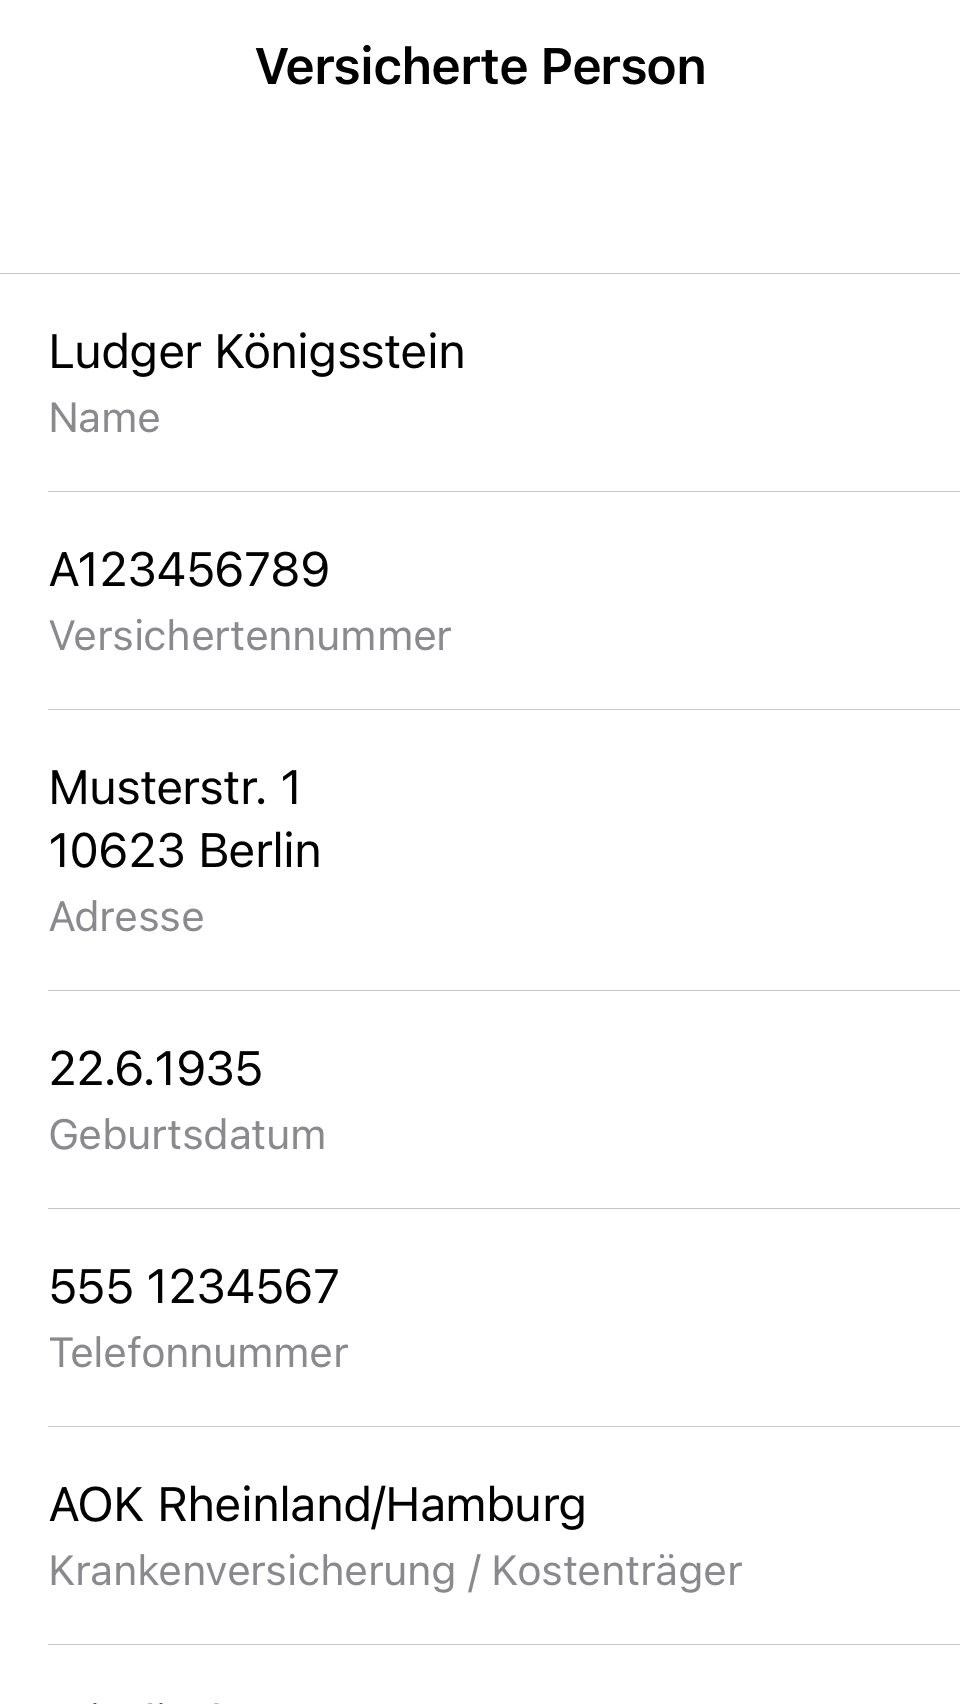 Versicherte Person
Ludger Königsstein
Name
A123456789
Versichertennummer
Musterstr. 1
10623 Berlin
Adresse
22.6.1935
Geburtsdatum
555 1234567
Telefonnummer
AOK Rheinland/Hamburg
Krankenversicherung / Kostenträger